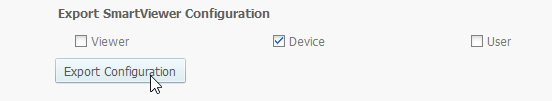 Export SmartViewer Configuration
Viewer Device User
Export Configuration